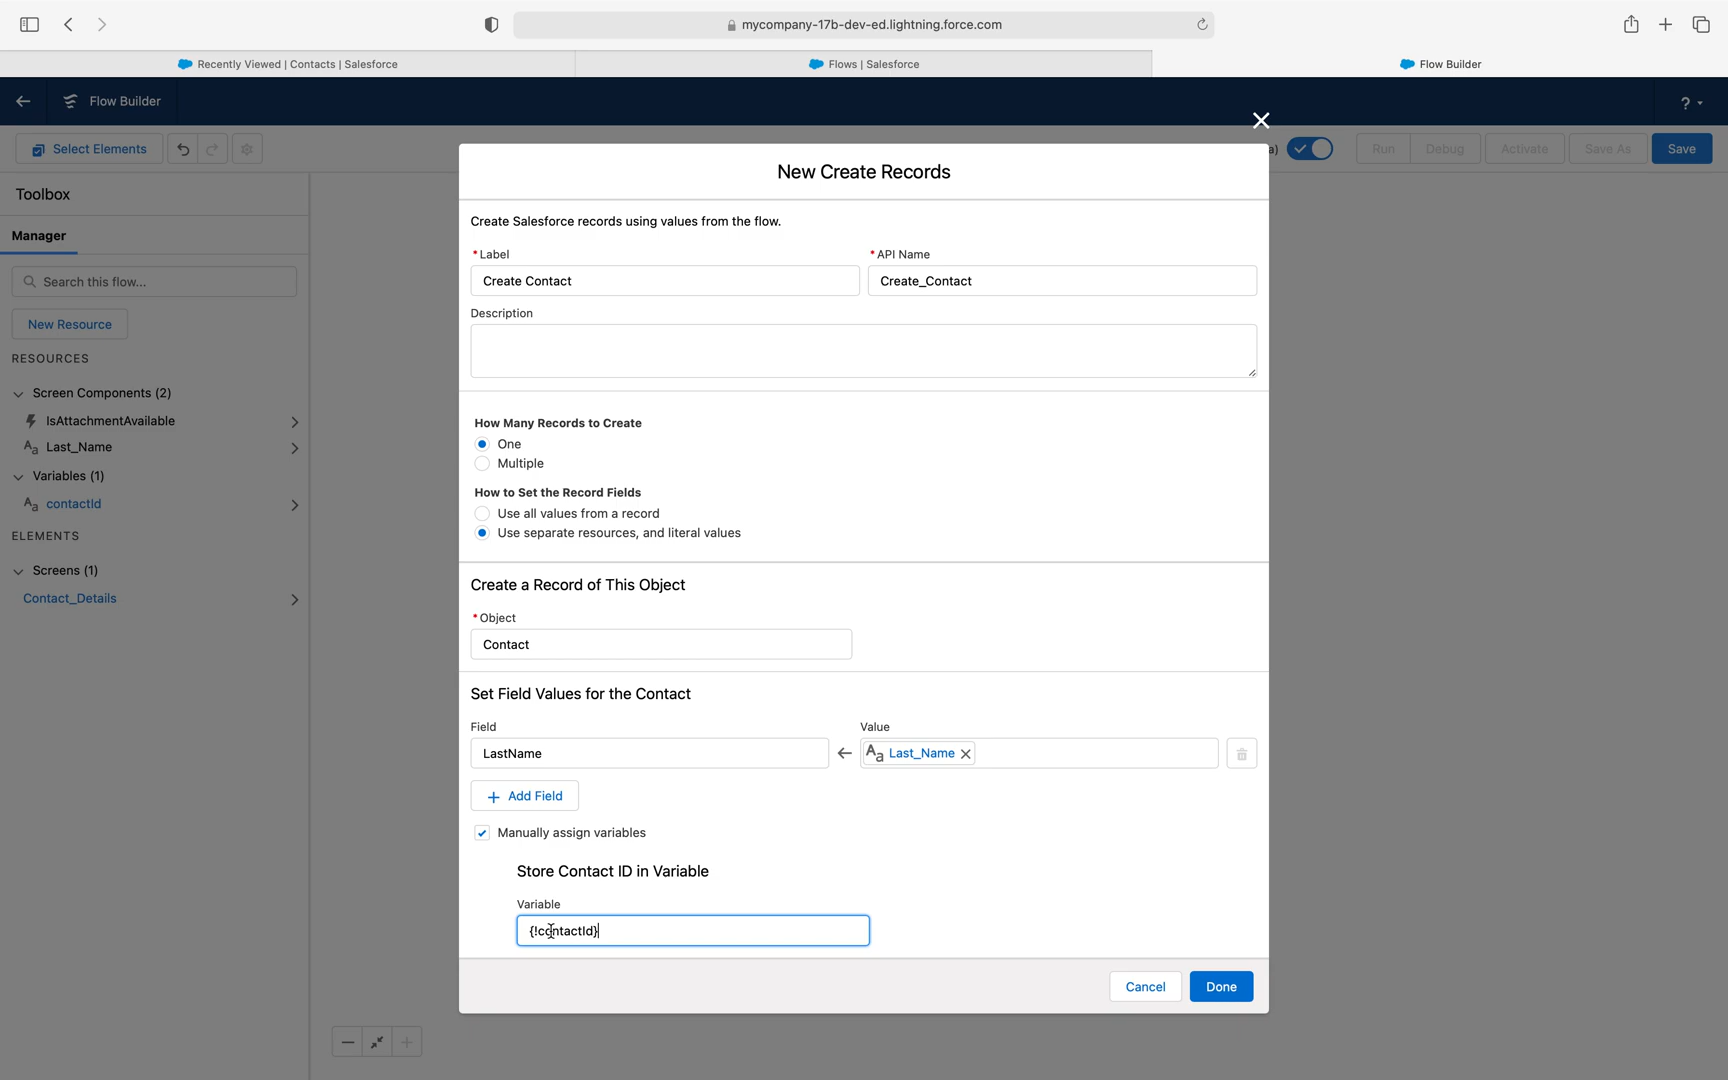 mycompany-17b-dev-ed.lightning.force.com
Recently Viewed | Contacts | Salesforce
Flows | Salesforce
Flow Builder
Flow Builder
?
Select Elements
a)
Run
Debug
Activate
Save As
Save
Toolbox
Manager
Search this flow...
New Resource
RESOURCES
Screen Components (2)
IsAttachmentAvailable
Aa Last_Name
Variables (1)
Aa contactId
ELEMENTS
Screens (1)
Contact_Details
New Create Records
Create Salesforce records using values from the flow.
* Label
* API Name
Create Contact
Create_Contact
Description
How Many Records to Create
One
Multiple
How to Set the Record Fields
Use all values from a record
Use separate resources, and literal values
Create a Record of This Object
* Object
Contact
Set Field Values for the Contact
Field
Value
LastName
Aa Last_Name
+ Add Field
Manually assign variables
Store Contact ID in Variable
Variable
{!contactId}
Cancel
Done